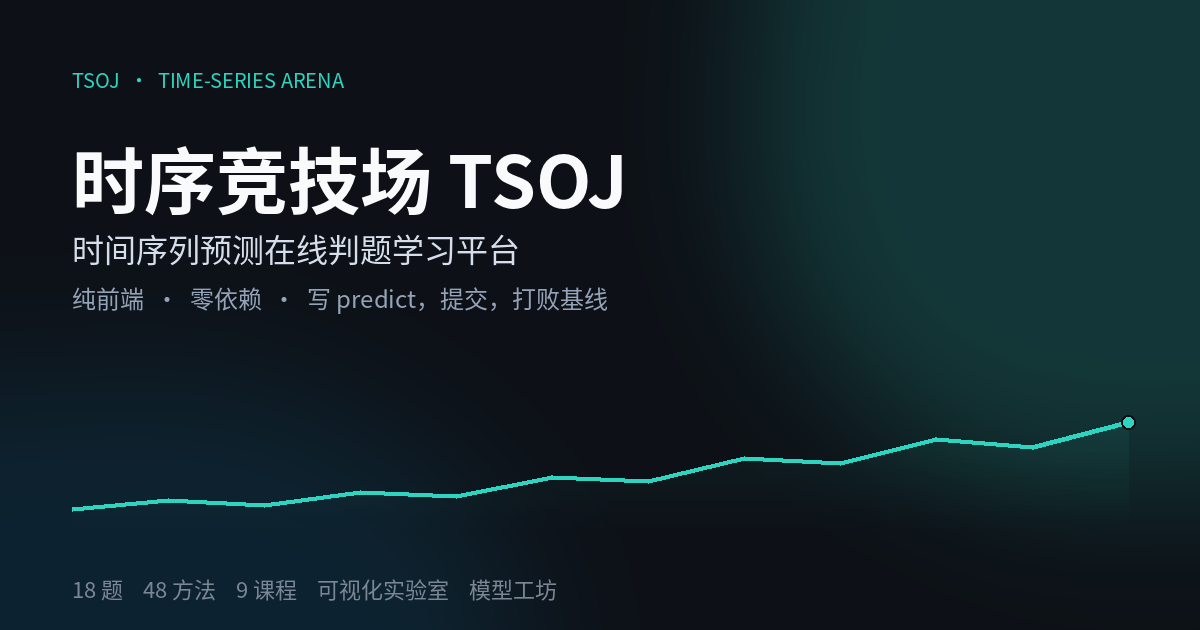 TSOJ · TIME-SERIES ARENA
时序竞技场 TSOJ
时间序列预测在线判题学习平台
纯前端 · 零依赖 · 写 predict，提交，打败基线
18 题 48 方法 9 课程 可视化实验室 模型工坊